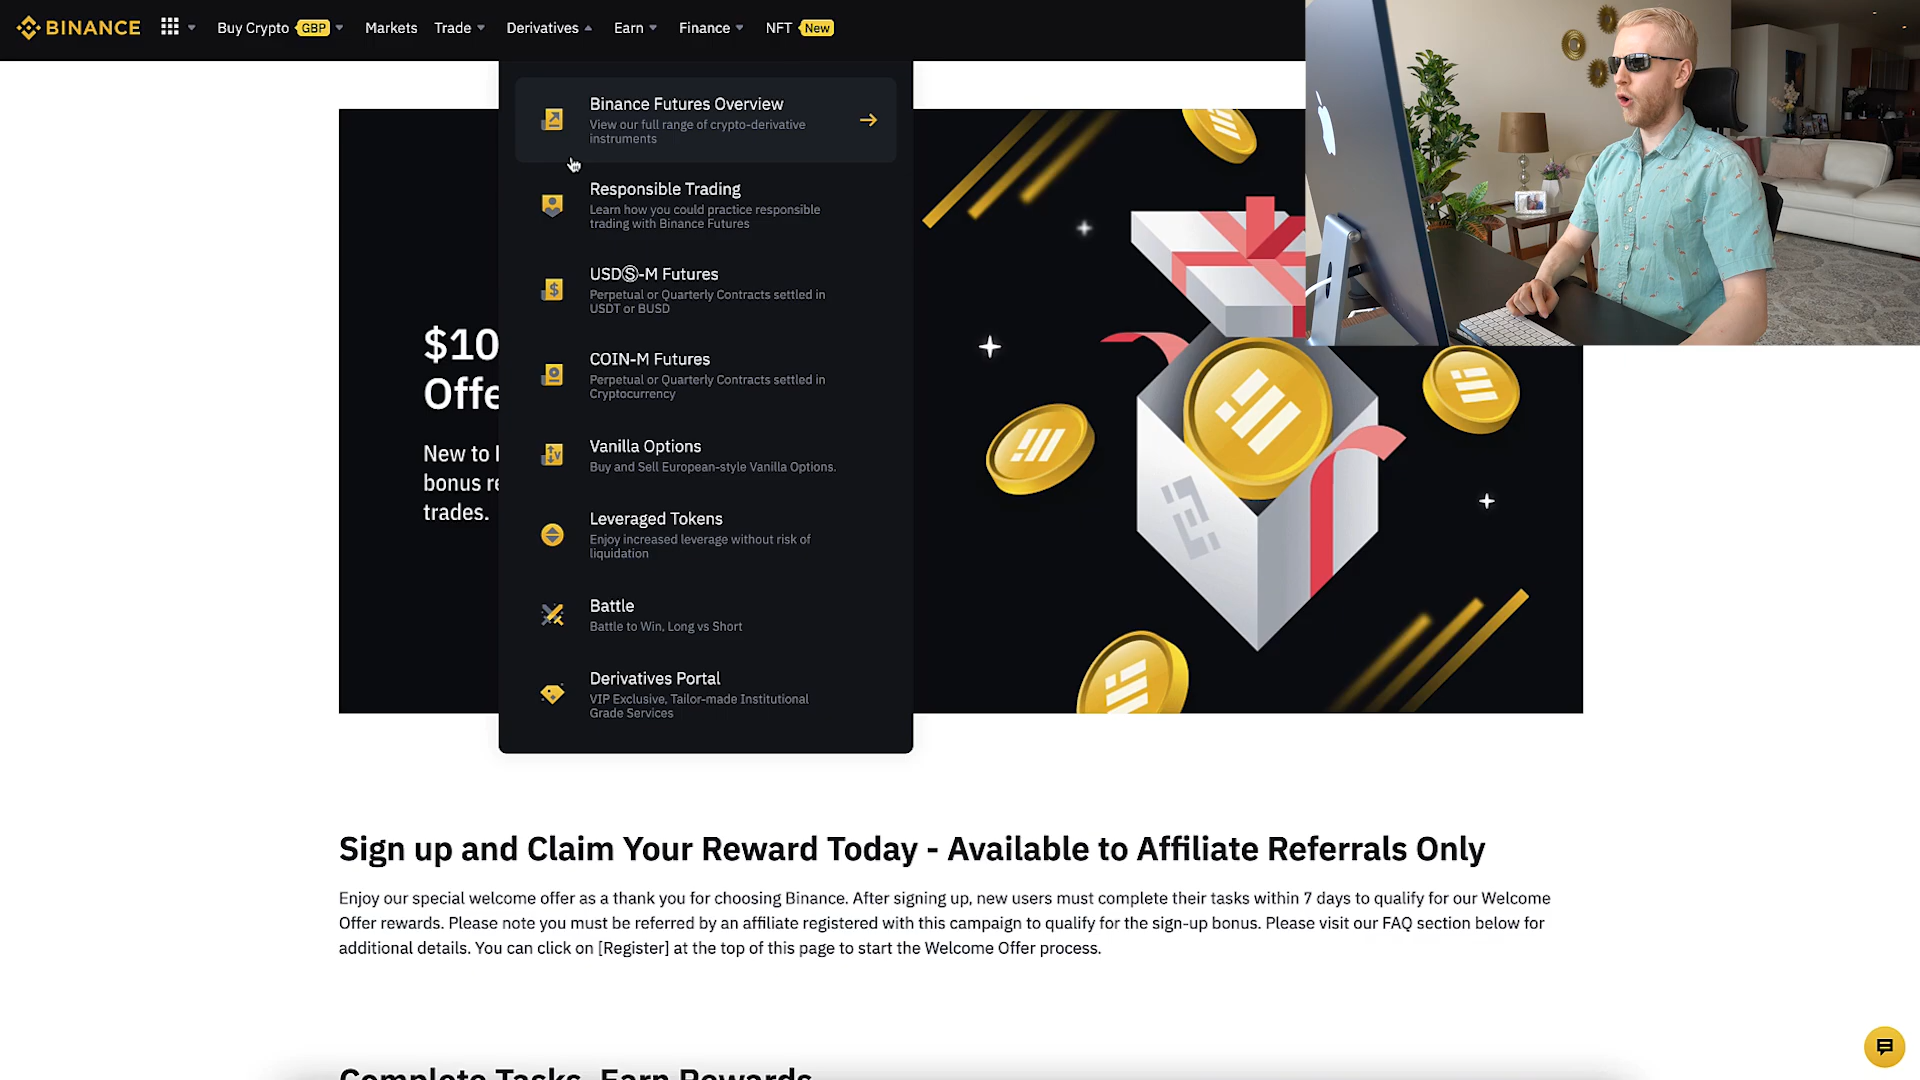 BINANCE
Buy Crypto GBP
Markets
Trade
Derivatives
Earn
Finance
NFT New
Binance Futures Overview
View our full range of crypto-derivative
instruments
Responsible Trading
Learn how you could practice responsible
trading with Binance Futures
USDⓈ-M Futures
Perpetual or Quarterly Contracts settled in
USDT or BUSD
COIN-M Futures
Perpetual or Quarterly Contracts settled in
Cryptocurrency
Vanilla Options
Buy and Sell European-style Vanilla Options.
Leveraged Tokens
Enjoy increased leverage without risk of
liquidation
Battle
Battle to Win, Long vs Short
Derivatives Portal
VIP Exclusive, Tailor-made Institutional
Grade Services
$10
Offe
New to
bonus re
trades.
Sign up and Claim Your Reward Today - Available to Affiliate Referrals Only
Enjoy our special welcome offer as a thank you for choosing Binance. After signing up, new users must complete their tasks within 7 days to qualify for our Welcome
Offer rewards. Please note you must be referred by an affiliate registered with this campaign to qualify for the sign-up bonus. Please visit our FAQ section below for
additional details. You can click on [Register] at the top of this page to start the Welcome Offer process.
Complete Tasks, Earn Rewards